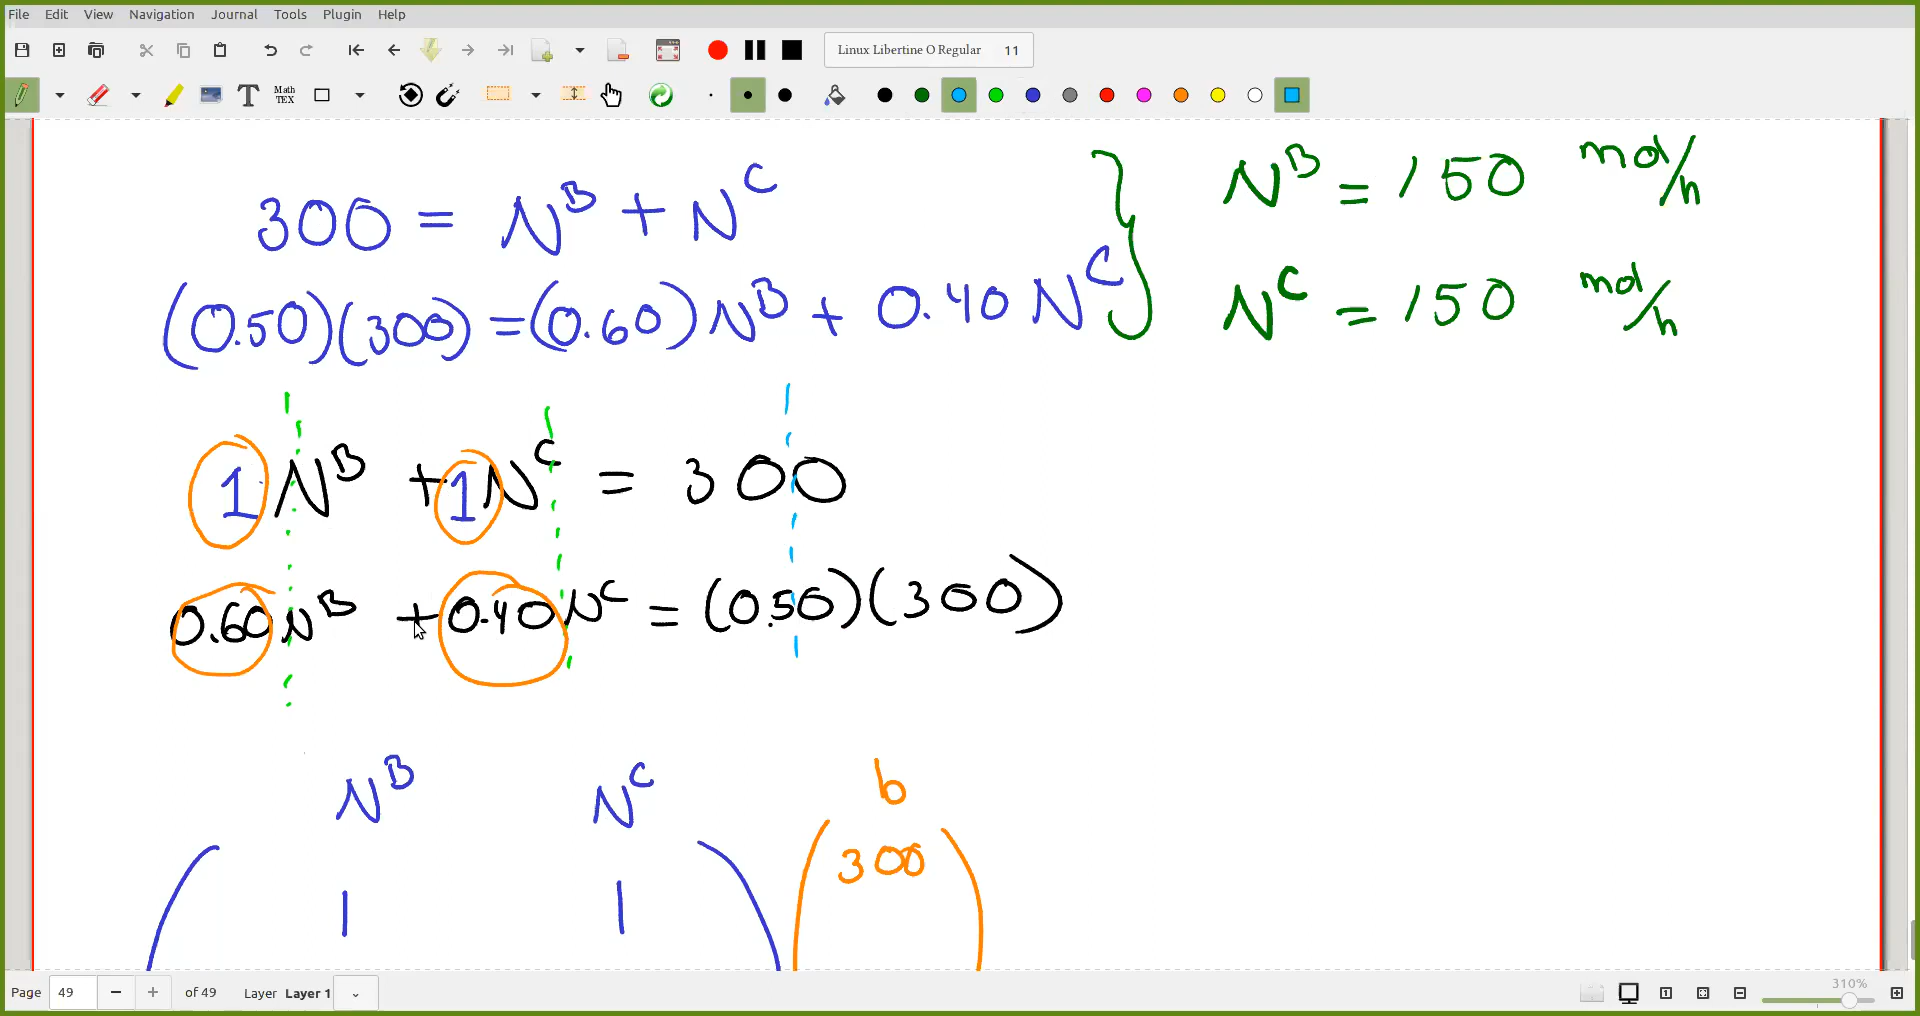 File Edit View Navigation Journal Tools Plugin Help
Linux Libertine O Regular 11
T Math TEX
300 = N^B + N^C
(0.50)(300) = (0.60) N^B + 0.40 N^C
N^B = 150 mol/h
N^C = 150 mol/h
1 N^B + 1 N^C = 300
0.60 N^B + 0.40 N^C = (0.50)(300)
N^B N^C b
300
1 1
Page 49 of 49 Layer Layer 1 310%